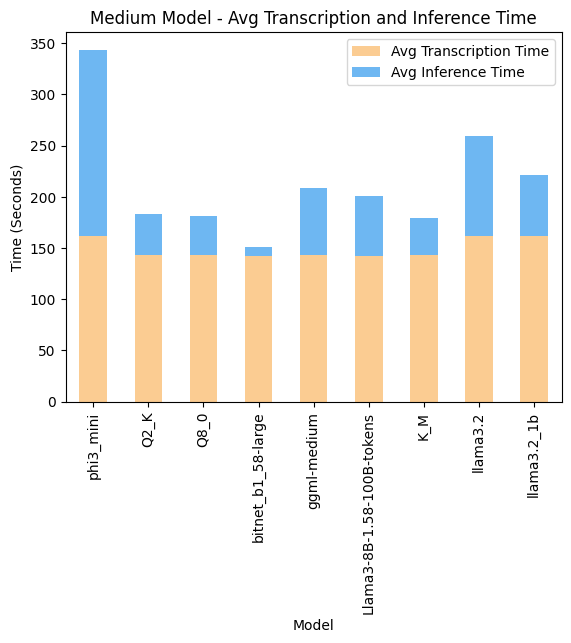 Medium Model - Avg Transcription and Inference Time
Avg Transcription Time
Avg Inference Time
Time (Seconds)
350
300
250
200
150
100
50
0
phi3_mini
Q2_K
Q8_0
bitnet_b1_58-large
ggml-medium
Llama3-8B-1.58-100B-tokens
K_M
llama3.2
llama3.2_1b
Model